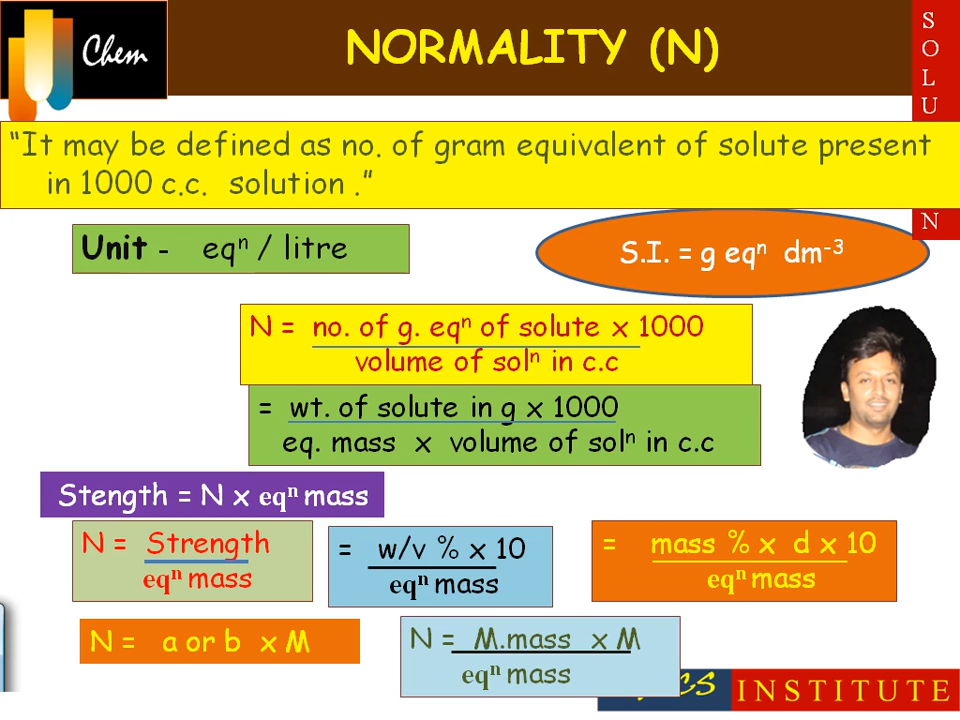 Chem
NORMALITY (N)
S
O
L
U
N
“It may be defined as no. of gram equivalent of solute present
in 1000 c.c. solution .”
Unit - eqⁿ / litre
S.I. = g eqⁿ dm⁻³
N = no. of g. eqⁿ of solute x 1000
volume of solⁿ in c.c
= wt. of solute in g x 1000
eq. mass x volume of solⁿ in c.c
Stength = N x eqⁿ mass
N = Strength
eqⁿ mass
= w/v % x 10
eqⁿ mass
= mass % x d x 10
eqⁿ mass
N = a or b x M
N = M.mass x M
eqⁿ mass
INSTITUTE